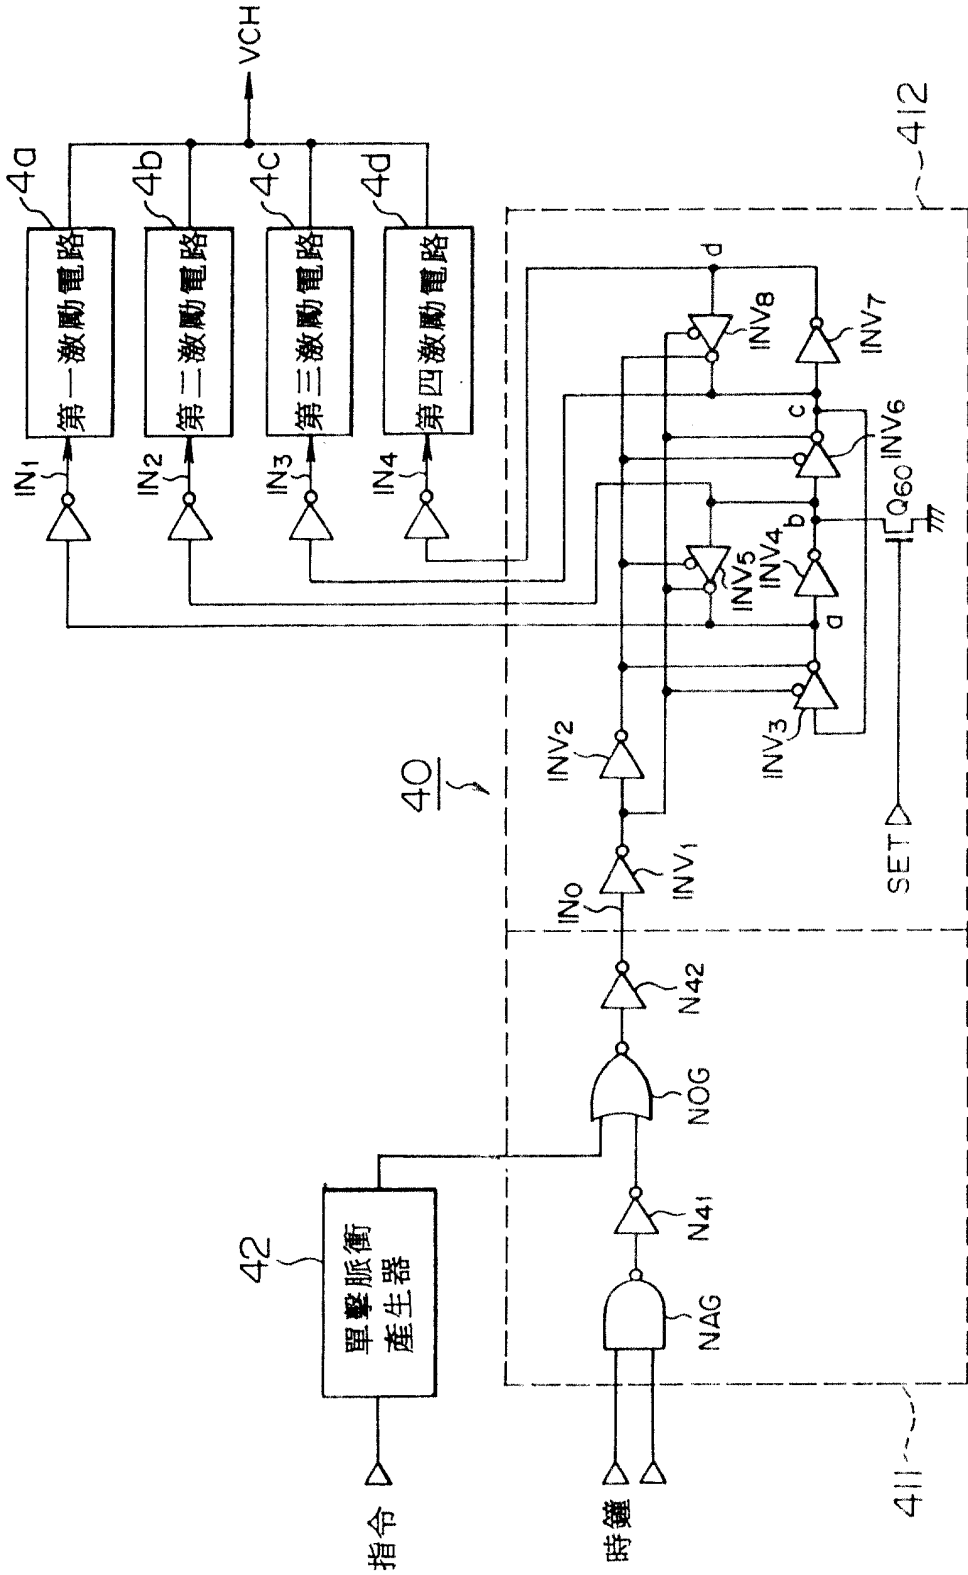 指令
42
單擊脈衝
產生器
時鐘
NAG
N41
NOG
N42
411
40
IN0
INV1
INV2
INV3
a
INV4
INV5
b
Q60
INV6
c
INV7
INV8
d
SET
412
IN1
第一激勵電路
4a
IN2
第二激勵電路
4b
IN3
第三激勵電路
4c
IN4
第四激勵電路
4d
VCH